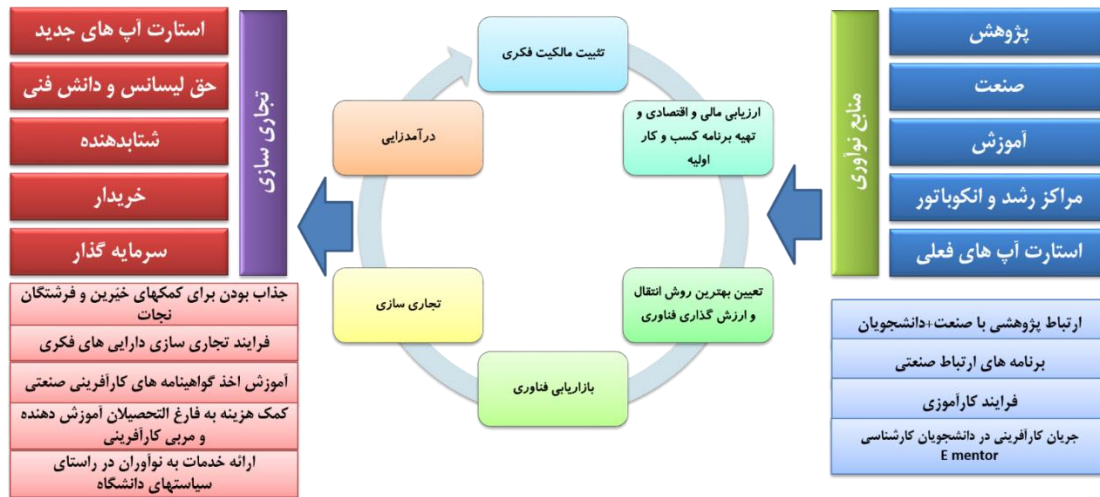 پژوهش
صنعت
آموزش
مراکز رشد و انکوباتور
استارت آپ های فعلی
ارتباط پژوهشی با صنعت+دانشجویان
برنامه های ارتباط صنعتی
فرایند کارآموزی
جریان کارآفرینی در دانشجویان کارشناسی
E mentor
منابع نوآوری
تثبیت مالکیت فکری
ارزیابی مالی و اقتصادی و
تهیه برنامه کسب و کار
اولیه
تعیین بهترین روش انتقال
و ارزش گذاری فناوری
بازاریابی فناوری
تجاری سازی
درآمدزایی
تجاری سازی
استارت آپ های جدید
حق لیسانس و دانش فنی
شتابدهنده
خریدار
سرمایه گذار
جذاب بودن برای کمکهای خیَرین و فرشتگان
نجات
فرایند تجاری سازی دارایی های فکری
آموزش اخذ گواهینامه های کارآفرینی صنعتی
کمک هزینه به فارغ التحصیلان آموزش دهنده
و مربی کارآفرینی
ارائه خدمات به نوآوران در راستای
سیاستهای دانشگاه